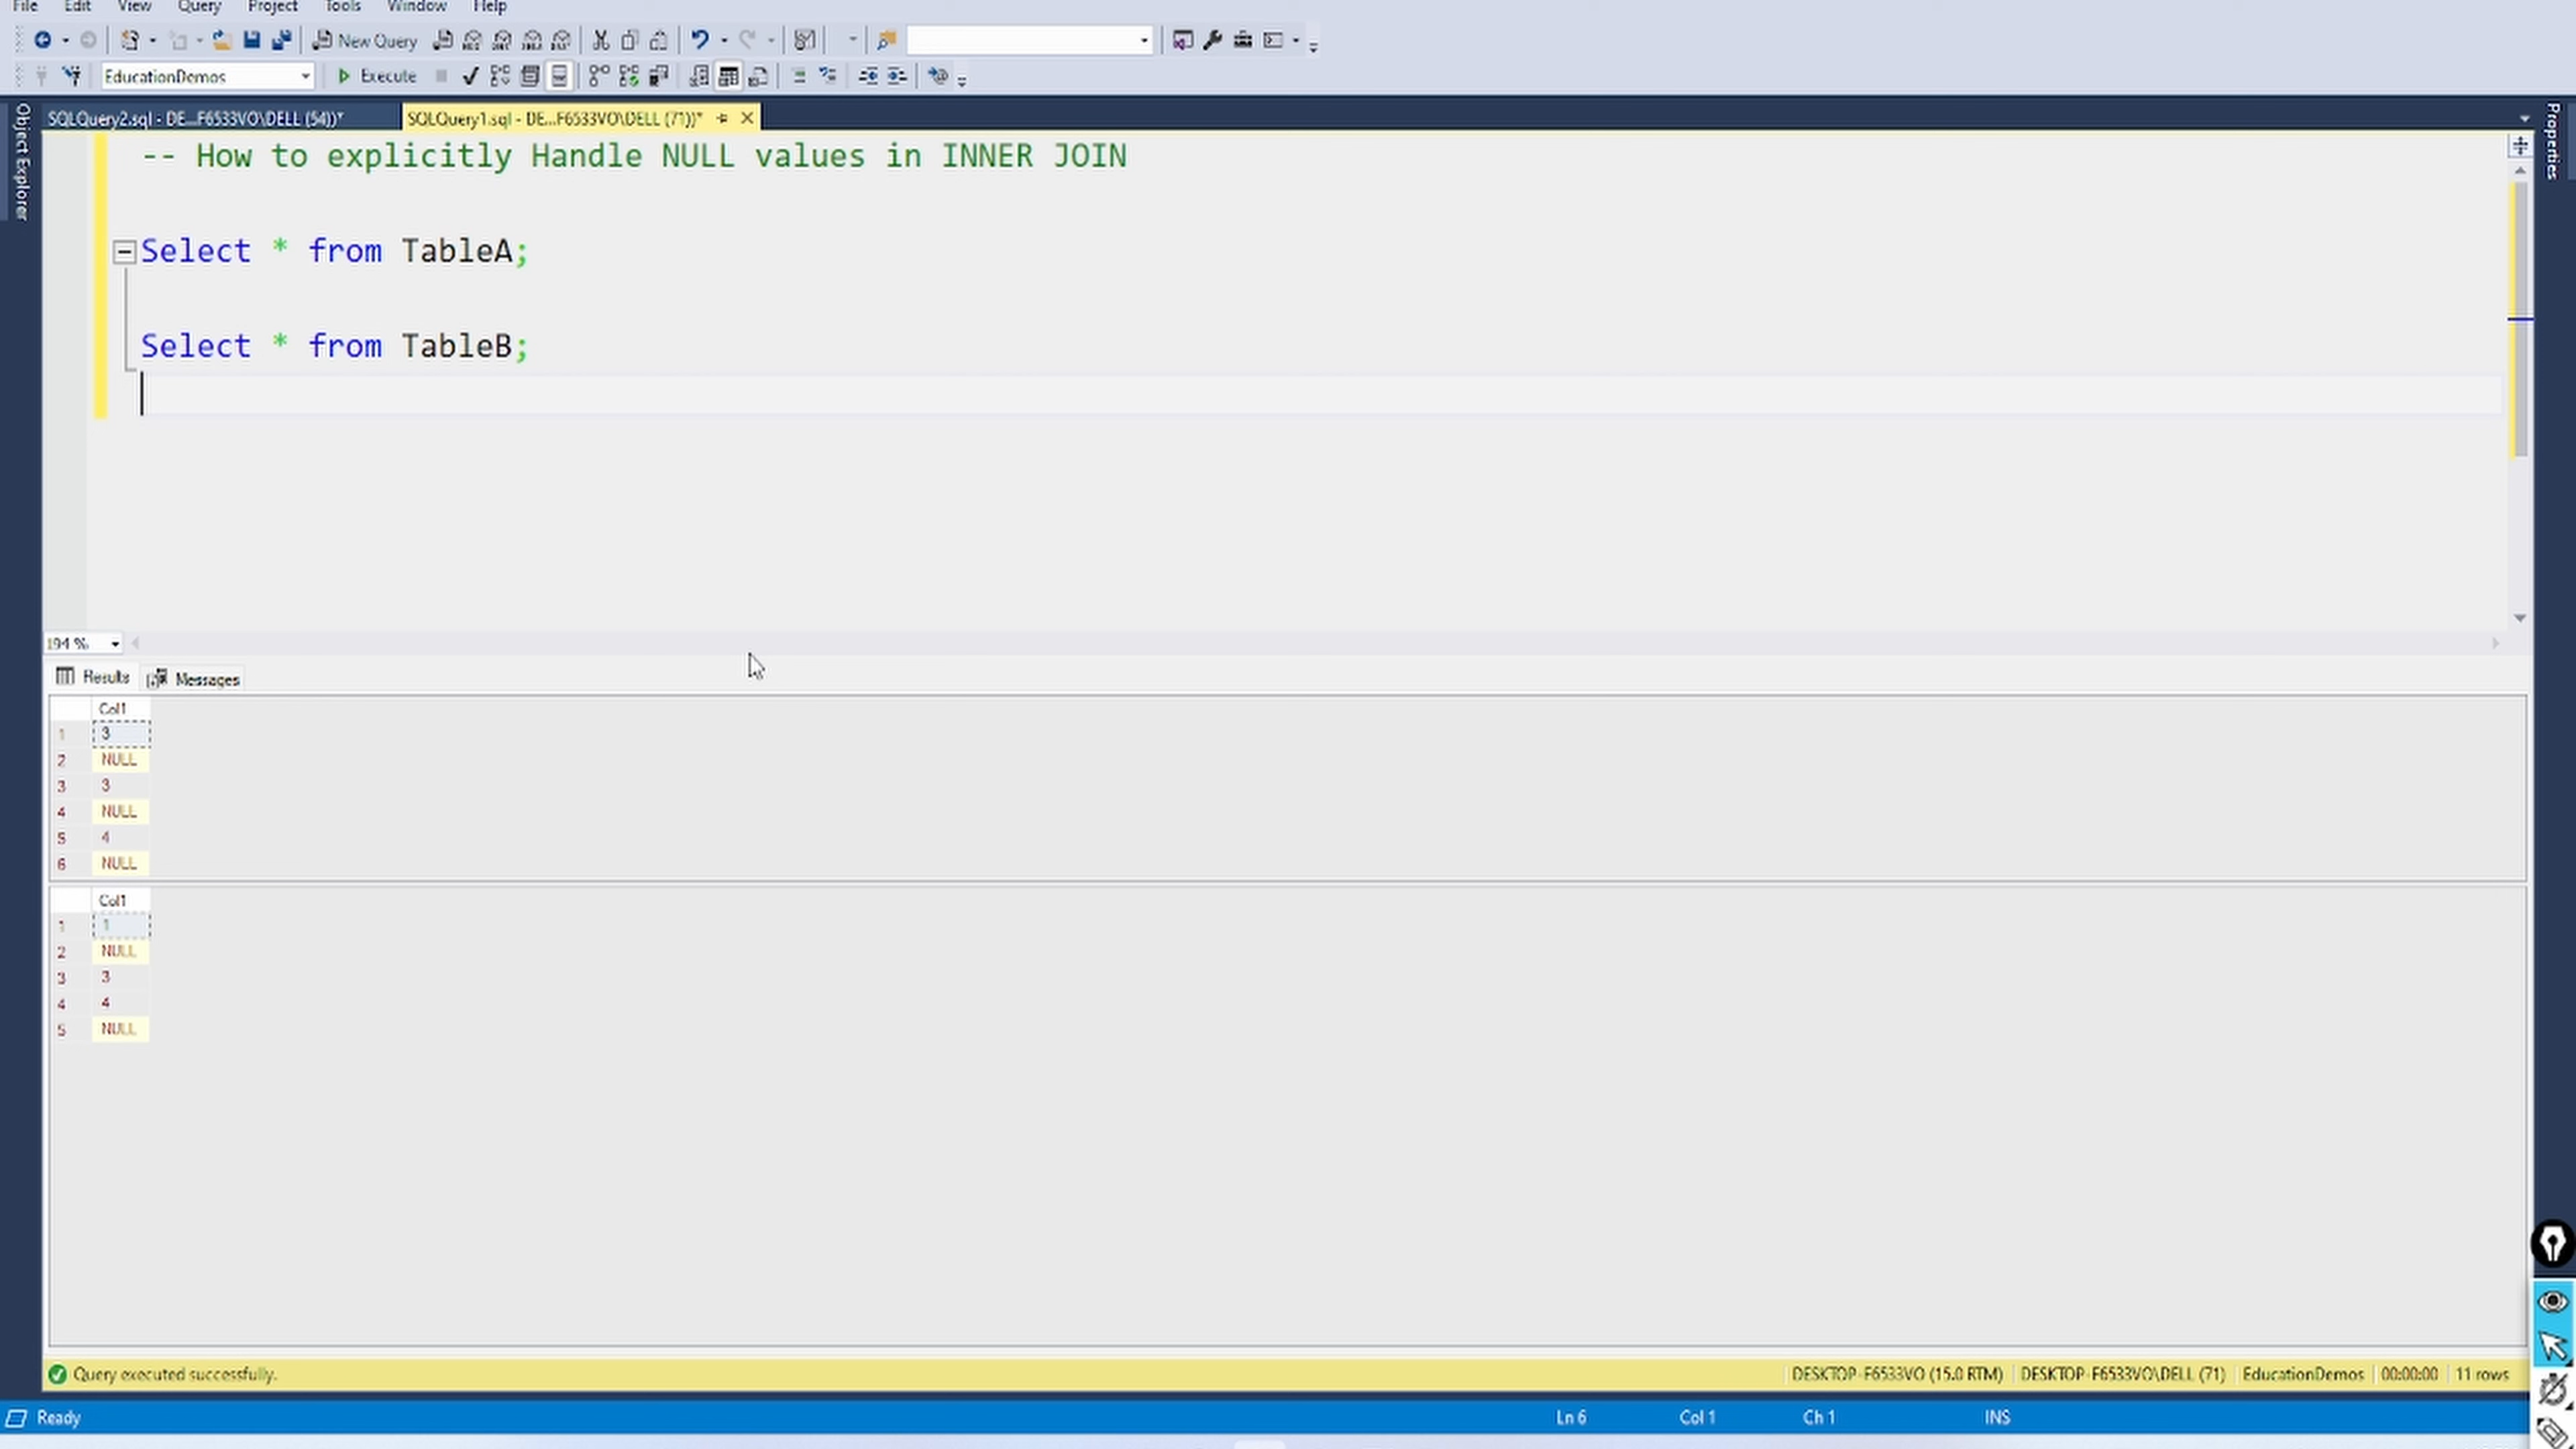 File Edit View Query Project Tools Window Help
New Query
EducationDemos Execute
SQLQuery2.sql - DE...F6533VO\DELL (54))* SQLQuery1.sql - DE...F6533VO\DELL (71))*
Object Explorer
Properties
-- How to explicitly Handle NULL values in INNER JOIN
Select * from TableA;
Select * from TableB;
194 %
Results Messages
Col1
1 3
2 NULL
3 3
4 NULL
5 4
6 NULL
Col1
1 1
2 NULL
3 3
4 4
5 NULL
Query executed successfully. DESKTOP-F6533VO (15.0 RTM) DESKTOP-F6533VO\DELL (71) EducationDemos 00:00:00 11 rows
Ready Ln 6 Col 1 Ch 1 INS